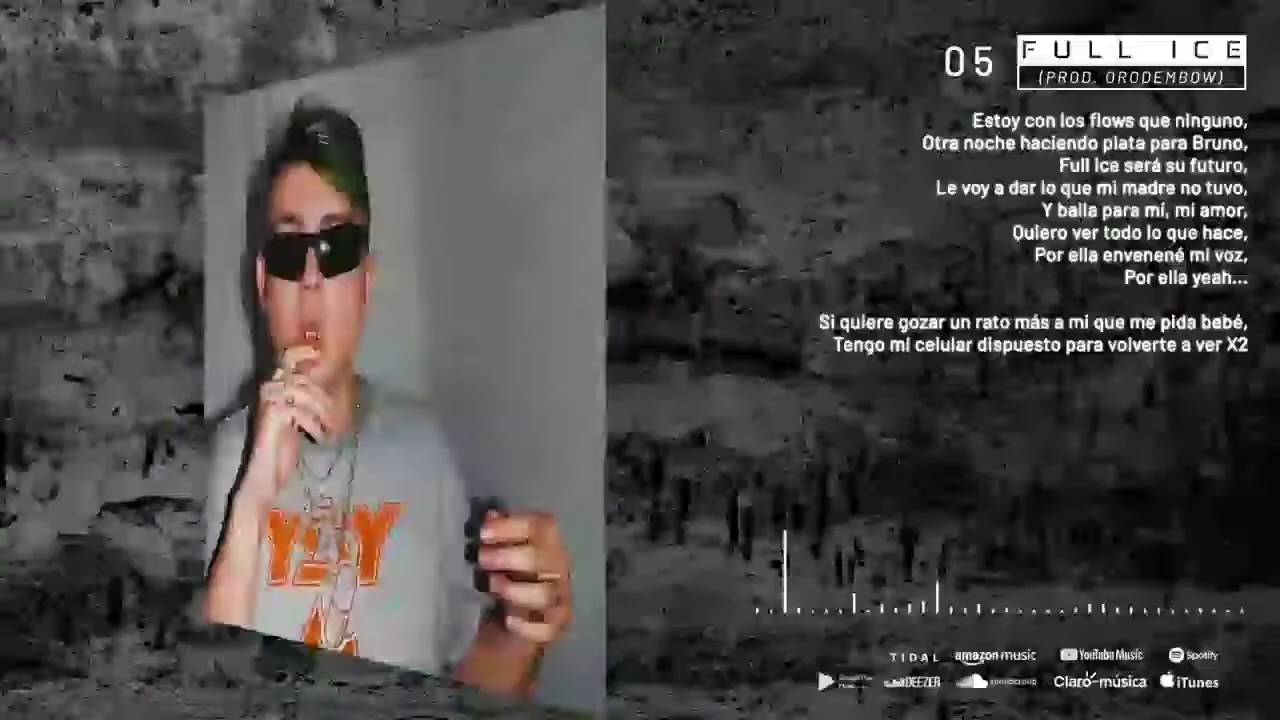 05
FULL ICE
(PROD. ORODEMBOW)
Estoy con los flows que ninguno,
Otra noche haciendo plata para Bruno,
Full Ice será su futuro,
Le voy a dar lo que mi madre no tuvo,
Y baila para mí, mi amor,
Quiero ver todo lo que hace,
Por ella envenené mi voz,
Por ella yeah...
Si quiere gozar un rato más a mi que me pida bebé,
Tengo mi celular dispuesto para volverte a ver X2
TIDAL amazon music YouTube Music Spotify
DEEZER Claro música iTunes